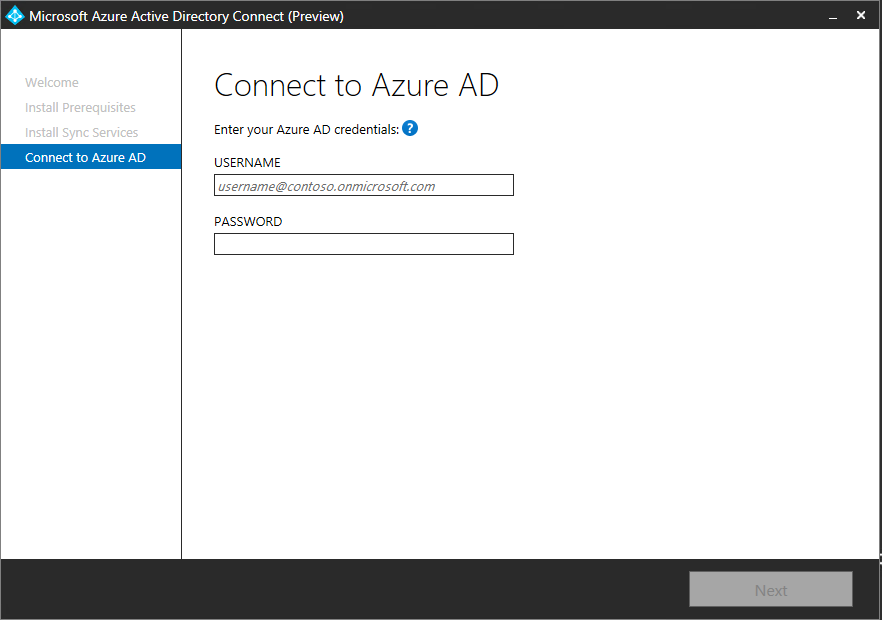 Microsoft Azure Active Directory Connect (Preview)
Welcome
Install Prerequisites
Install Sync Services
Connect to Azure AD
Connect to Azure AD
Enter your Azure AD credentials: ?
USERNAME
username@contoso.onmicrosoft.com
PASSWORD
Next